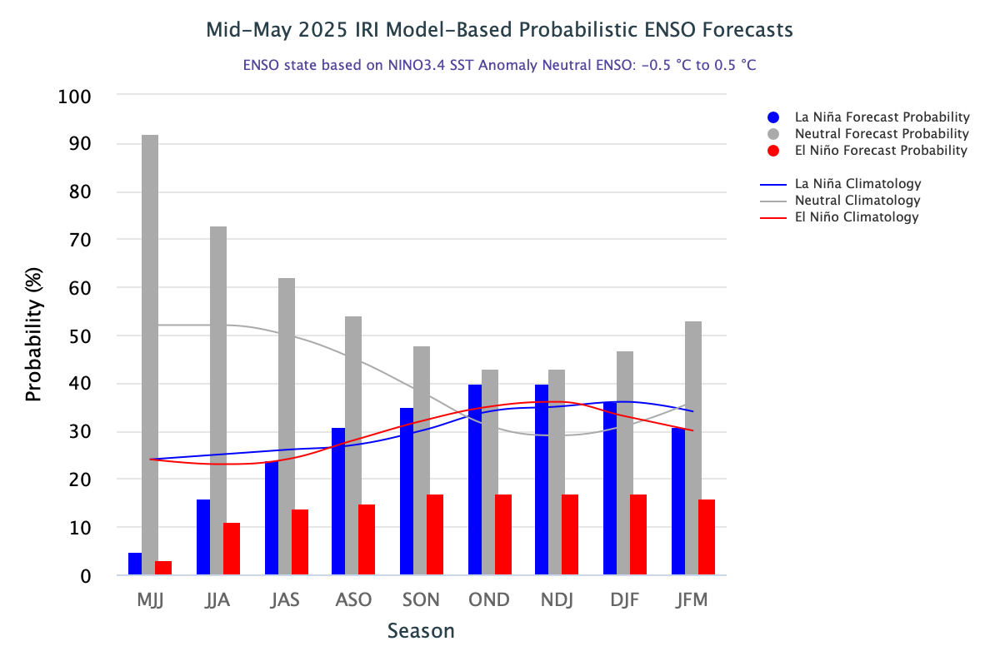 Mid-May 2025 IRI Model-Based Probabilistic ENSO Forecasts
ENSO state based on NINO3.4 SST Anomaly Neutral ENSO: -0.5 °C to 0.5 °C
100
90
80
70
60
50
40
30
20
10
0
Probability (%)
MJJ JJA JAS ASO SON OND NDJ DJF JFM
Season
La Niña Forecast Probability
Neutral Forecast Probability
El Niño Forecast Probability
La Niña Climatology
Neutral Climatology
El Niño Climatology